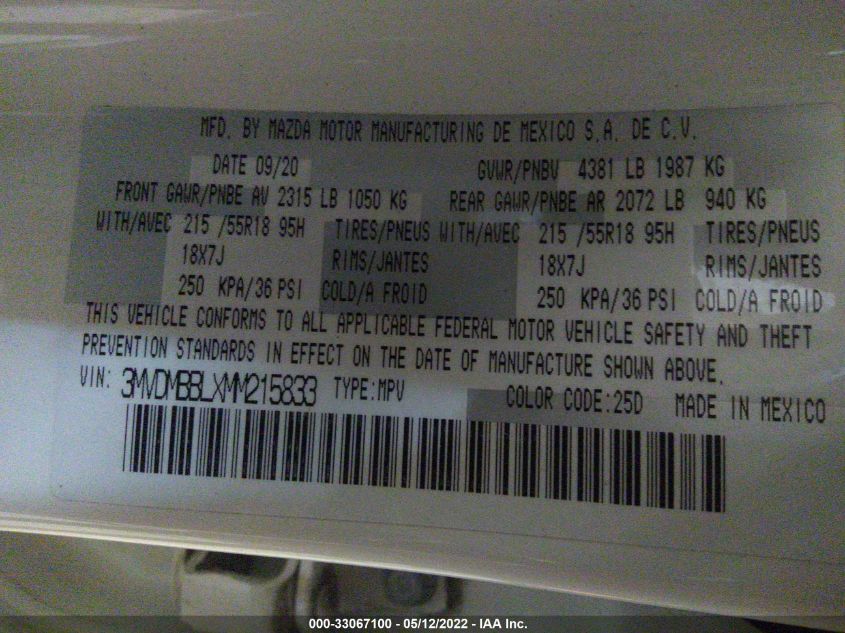 MFD. BY MAZDA MOTOR MANUFACTURING DE MEXICO S.A. DE C.V.
DATE 09/20 GVWR/PNBV 4381 LB 1987 KG
FRONT GAWR/PNBE AV 2315 LB 1050 KG REAR GAWR/PNBE AR 2072 LB 940 KG
WITH/AVEC 215 /55R18 95H TIRES/PNEUS WITH/AVEC 215 /55R18 95H TIRES/PNEUS
18X7J RIMS/JANTES 18X7J RIMS/JANTES
250 KPA/36 PSI COLD/A FROID 250 KPA/36 PSI COLD/A FROID
THIS VEHICLE CONFORMS TO ALL APPLICABLE FEDERAL MOTOR VEHICLE SAFETY AND THEFT
PREVENTION STANDARDS IN EFFECT ON THE DATE OF MANUFACTURE SHOWN ABOVE.
VIN: 3MVDMBBLXMM215833 TYPE:MPV COLOR CODE:25D MADE IN MEXICO
000-33067100 - 05/12/2022 - IAA Inc.